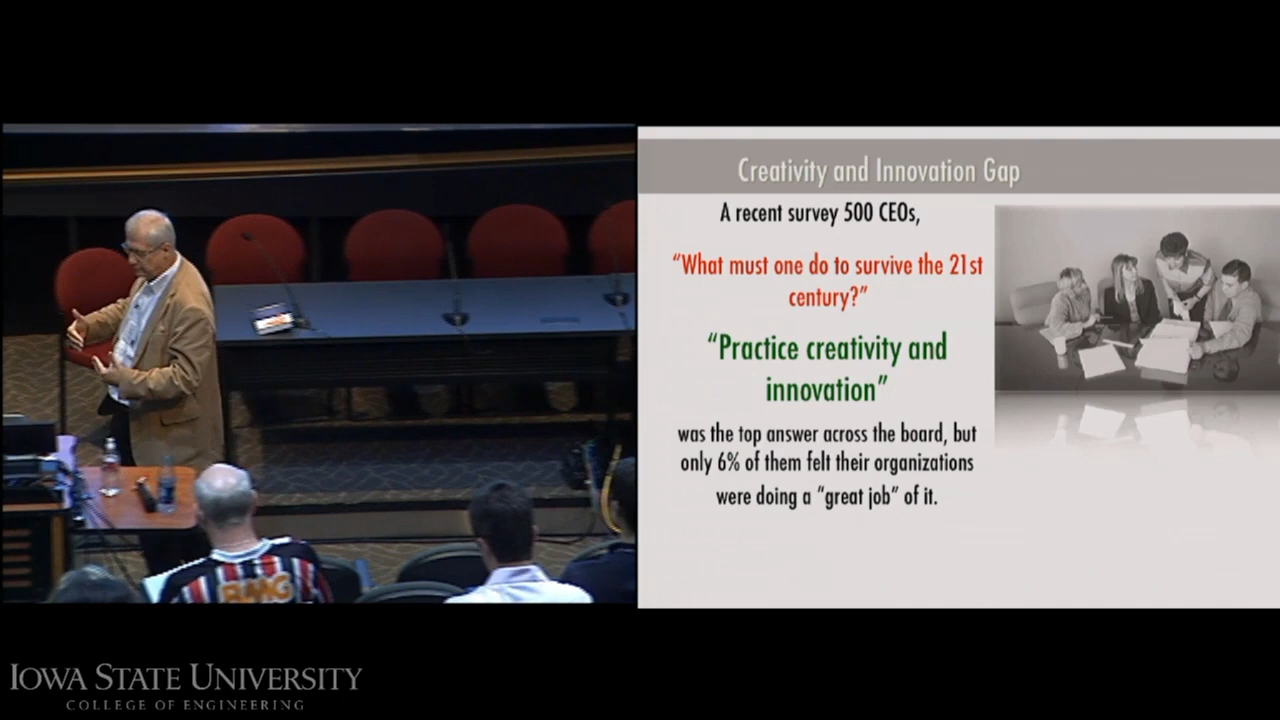 Creativity and Innovation Gap
A recent survey 500 CEOs,
“What must one do to survive the 21st
century?”
“Practice creativity and
innovation”
was the top answer across the board, but
only 6% of them felt their organizations
were doing a “great job” of it.
BMG
IOWA STATE UNIVERSITY
COLLEGE OF ENGINEERING